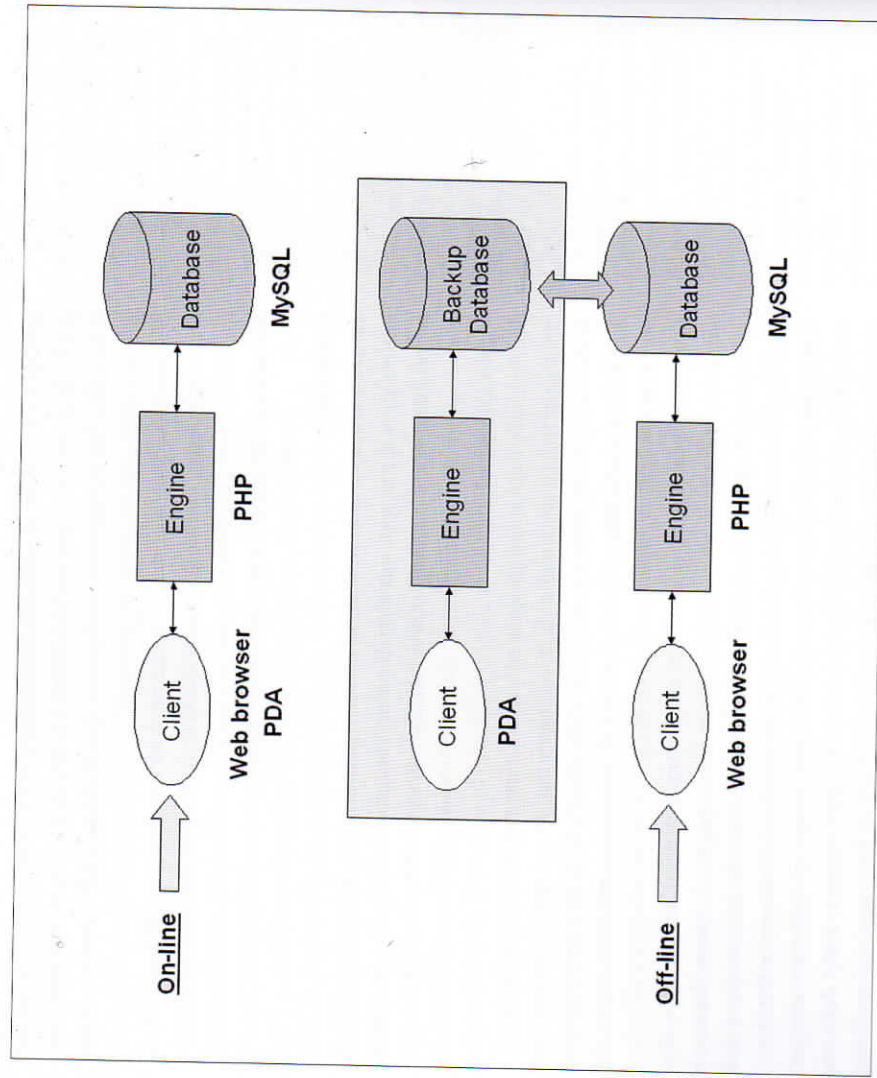 On-line
Client
Web browser
PDA
Engine
PHP
Database
MySQL
Client
PDA
Engine
Backup
Database
Off-line
Client
Web browser
Engine
PHP
Database
MySQL